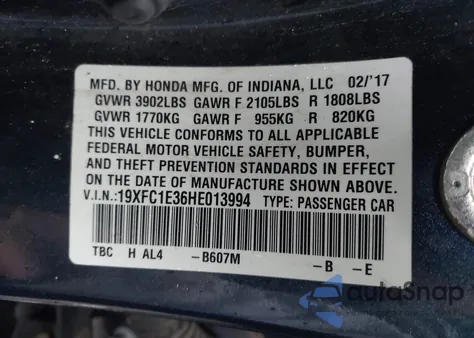 MFD. BY HONDA MFG. OF INDIANA, LLC 02/'17
GVWR 3902LBS GAWR F 2105LBS R 1808LBS
GVWR 1770KG GAWR F 955KG R 820KG
THIS VEHICLE CONFORMS TO ALL APPLICABLE
FEDERAL MOTOR VEHICLE SAFETY, BUMPER,
AND THEFT PREVENTION STANDARDS IN EFFECT
ON THE DATE OF MANUFACTURE SHOWN ABOVE.
V.I.N.:19XFC1E36HE013994 TYPE: PASSENGER CAR
TBC H AL4 –B607M –B –E
autoSnap